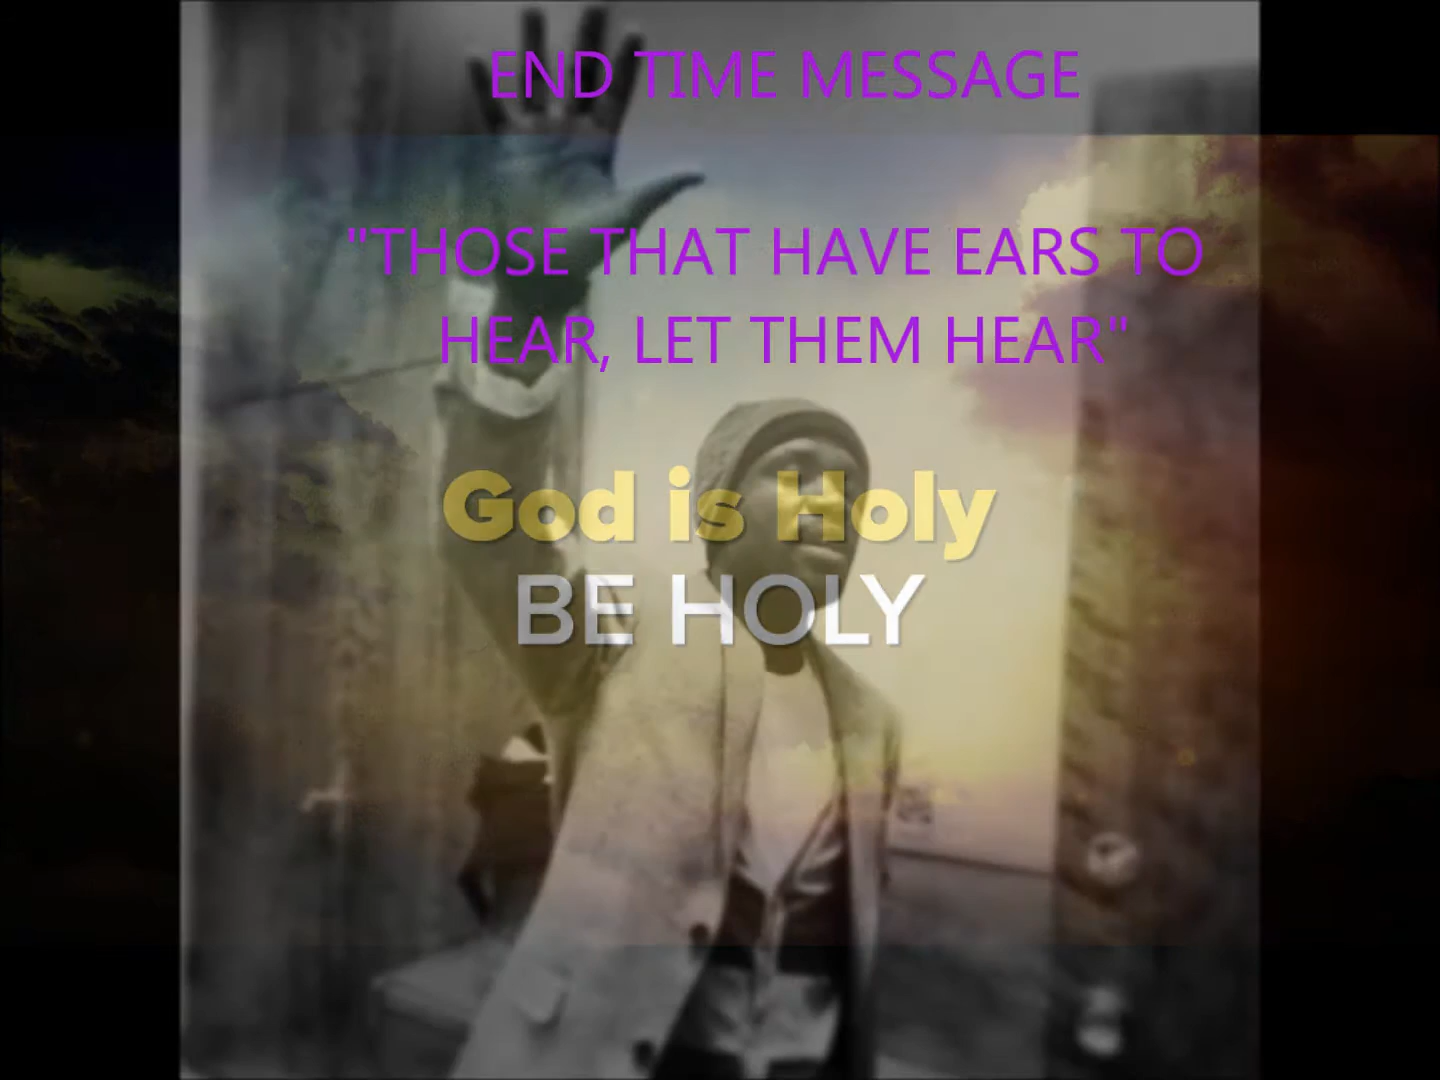 END TIME MESSAGE
"THOSE THAT HAVE EARS TO
HEAR, LET THEM HEAR"
God is Holy
BE HOLY